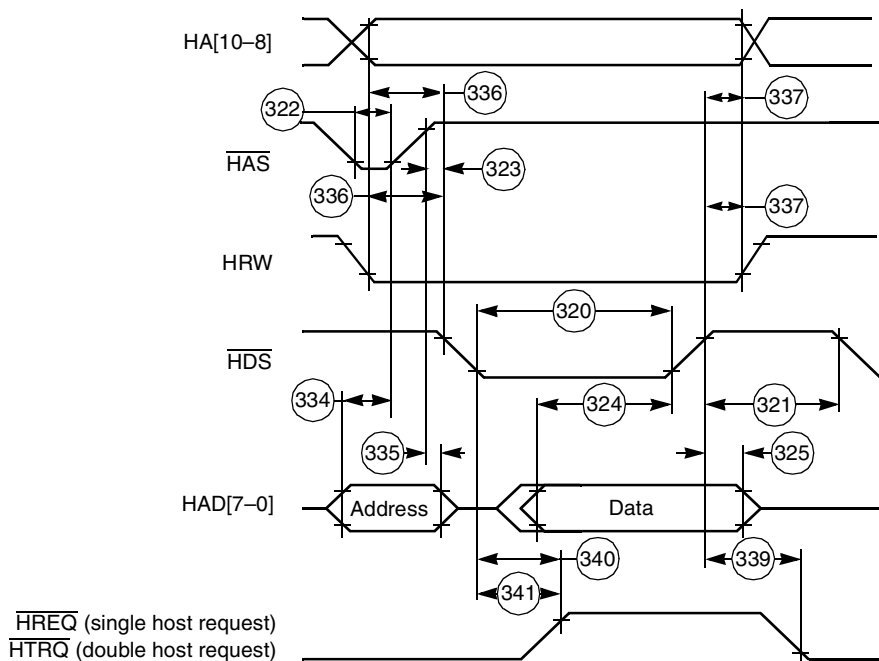 HA[10–8]
336
337
322
HAS
323
336
337
HRW
320
HDS
334
324
321
335
325
HAD[7–0]
Address
Data
340
339
341
HREQ (single host request)
HTRQ (double host request)